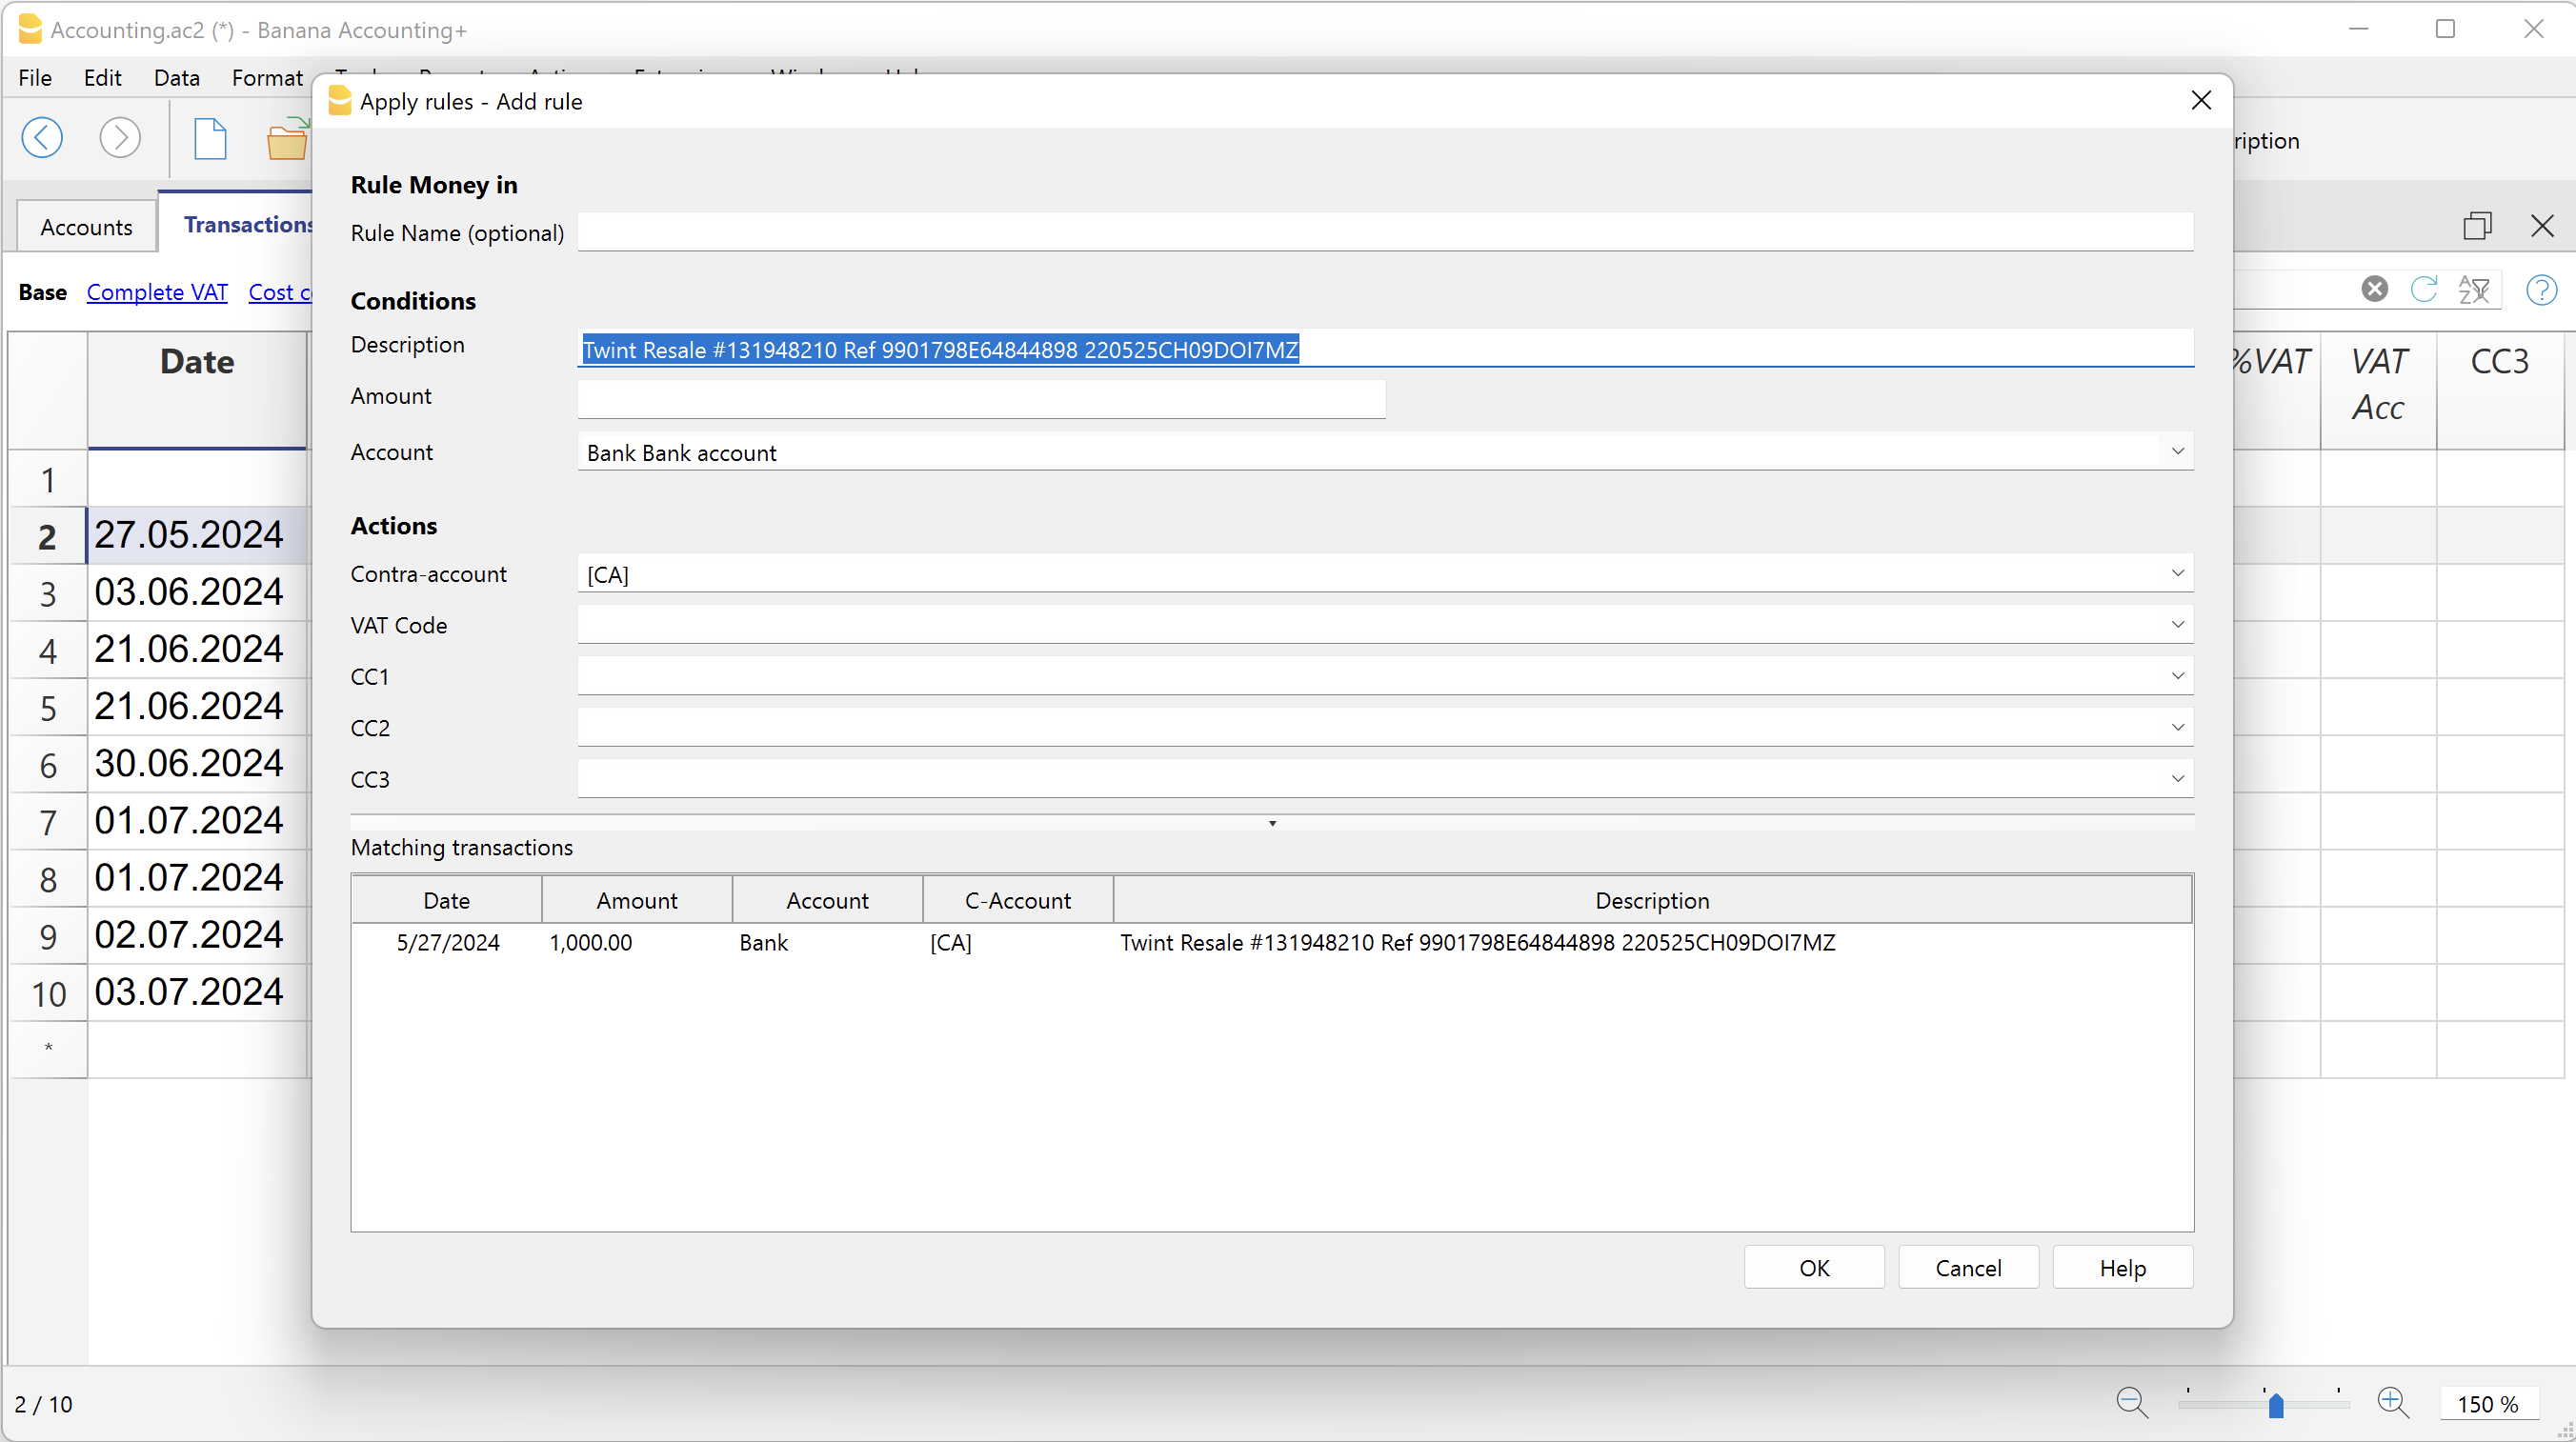 Accounting.ac2 (*) - Banana Accounting+
File Edit Data Format
Apply rules - Add rule
ription
Accounts Transactions
Base Complete VAT Cost c
Date %VAT VAT Acc CC3
1
2 27.05.2024
3 03.06.2024
4 21.06.2024
5 21.06.2024
6 30.06.2024
7 01.07.2024
8 01.07.2024
9 02.07.2024
10 03.07.2024
*
Rule Money in
Rule Name (optional)
Conditions
Description Twint Resale #131948210 Ref 9901798E64844898 220525CH09DOI7MZ
Amount
Account Bank Bank account
Actions
Contra-account [CA]
VAT Code
CC1
CC2
CC3
Matching transactions
Date Amount Account C-Account Description
5/27/2024 1,000.00 Bank [CA] Twint Resale #131948210 Ref 9901798E64844898 220525CH09DOI7MZ
OK Cancel Help
2 / 10
150 %